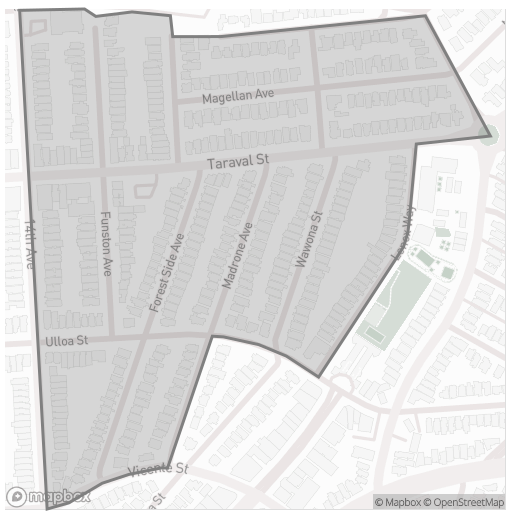 Magellan Ave
Taraval St
14th Ave
Funston Ave
Forest Side Ave
Madrone Ave
Wawona St
Lenox Way
Ulloa St
Vicente St
a St
mapbox
© Mapbox © OpenStreetMap